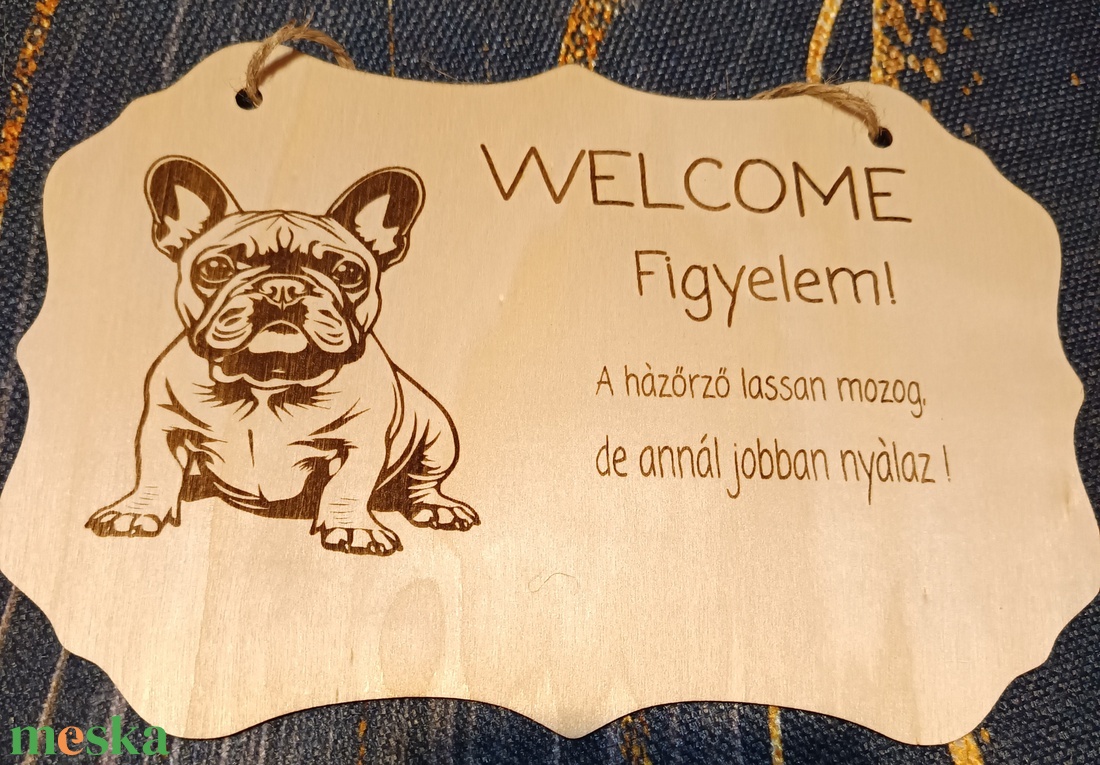 WELCOME
Figyelem!
A hàzőrző lassan mozog,
de annál jobban nyàlaz !
meska